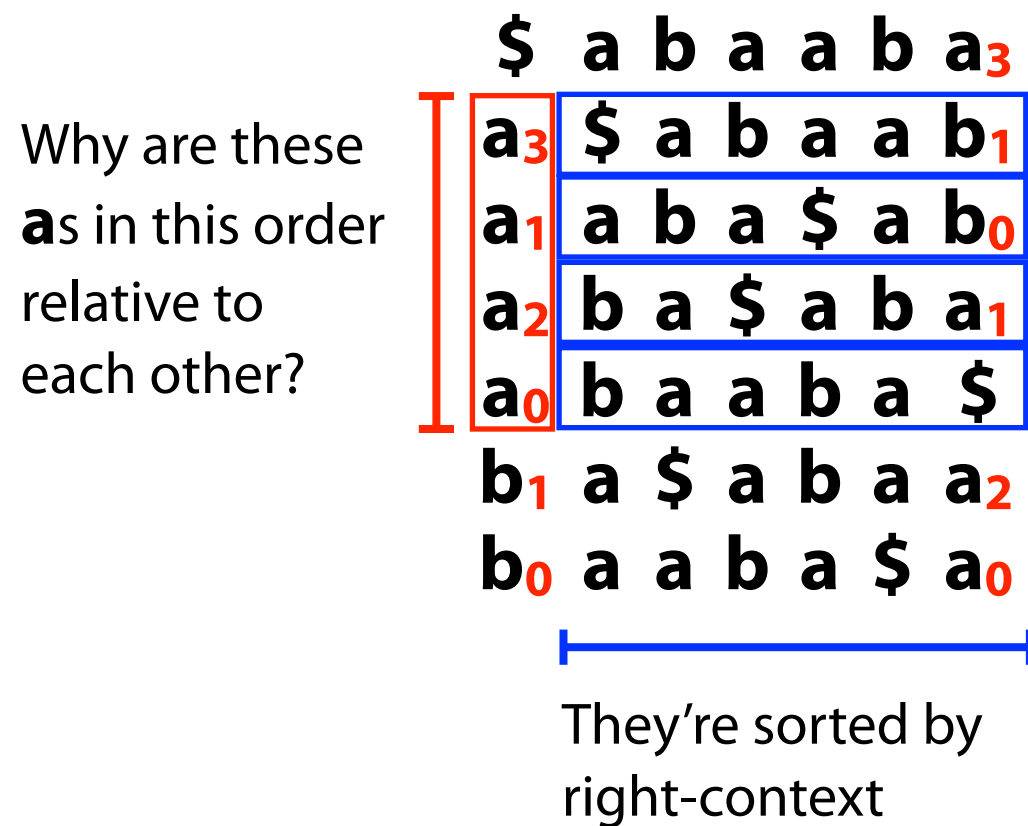 $ a b a a b a3
Why are these
as in this order
relative to
each other?
a3 $ a b a a b1
a1 a b a $ a b0
a2 b a $ a b a1
a0 b a a b a $
b1 a $ a b a a2
b0 a a b a $ a0
They're sorted by
right-context